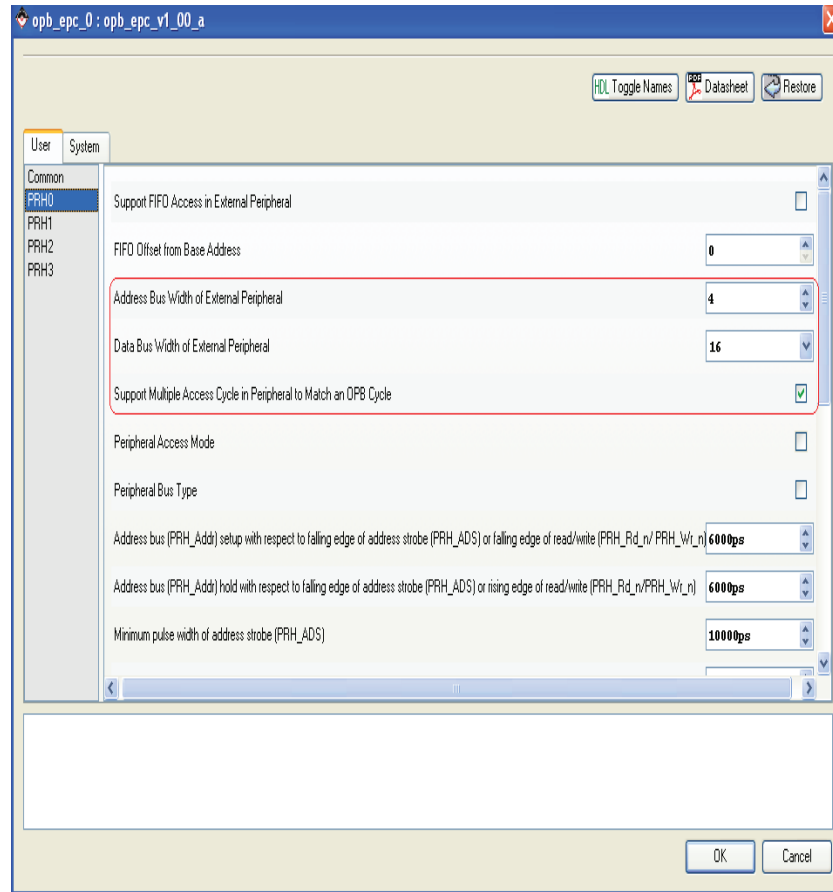 opb_epc_0 : opb_epc_v1_00_a
HDL Toggle Names
PDF Datasheet
Restore
User System
Common
PRH0
PRH1
PRH2
PRH3
Support FIFO Access in External Peripheral
FIFO Offset from Base Address 0
Address Bus Width of External Peripheral 4
Data Bus Width of External Peripheral 16
Support Multiple Access Cycle in Peripheral to Match an OPB Cycle
Peripheral Access Mode
Peripheral Bus Type
Address bus (PRH_Addr) setup with respect to falling edge of address strobe (PRH_ADS) or falling edge of read/write (PRH_Rd_n/ PRH_Wr_n) 6000ps
Address bus (PRH_Addr) hold with respect to falling edge of address strobe (PRH_ADS) or rising edge of read/write (PRH_Rd_n/PRH_Wr_n) 6000ps
Minimum pulse width of address strobe (PRH_ADS) 10000ps
OK
Cancel